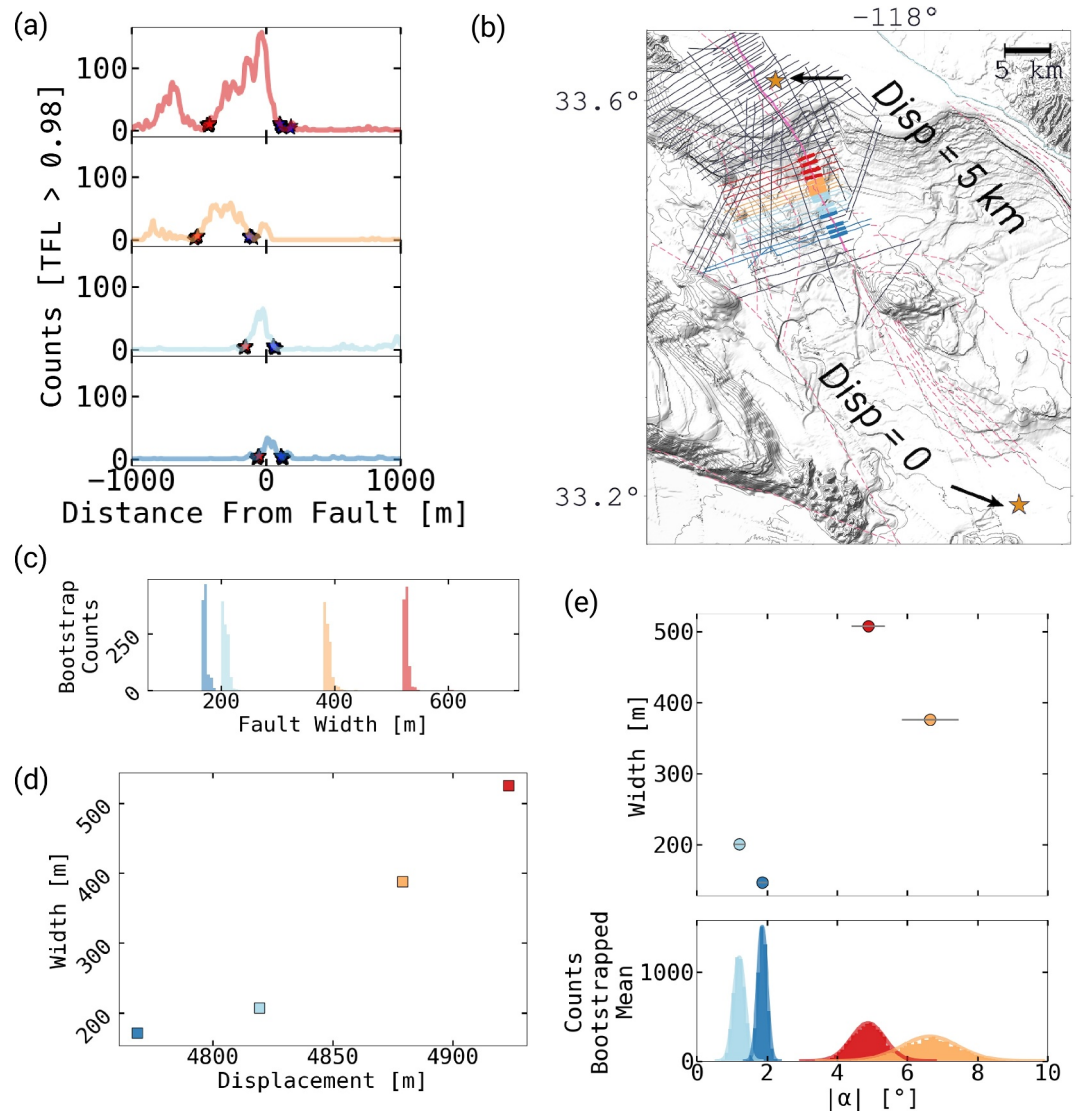 (a)
100
0
100
0
100
0
100
0
Counts [TFL > 0.98]
−1000 0 1000
Distance From Fault [m]
(b)
−118°
33.6°
33.2°
5 km
Disp = 5 km
Disp = 0
(c)
Bootstrap
Counts
250
0
200 400 600
Fault Width [m]
(d)
Width [m]
500
400
300
200
4800 4850 4900
Displacement [m]
(e)
Width [m]
500
400
300
200
Counts
Bootstrapped
Mean
1000
0
0 2 4 6 8 10
|α| [°]